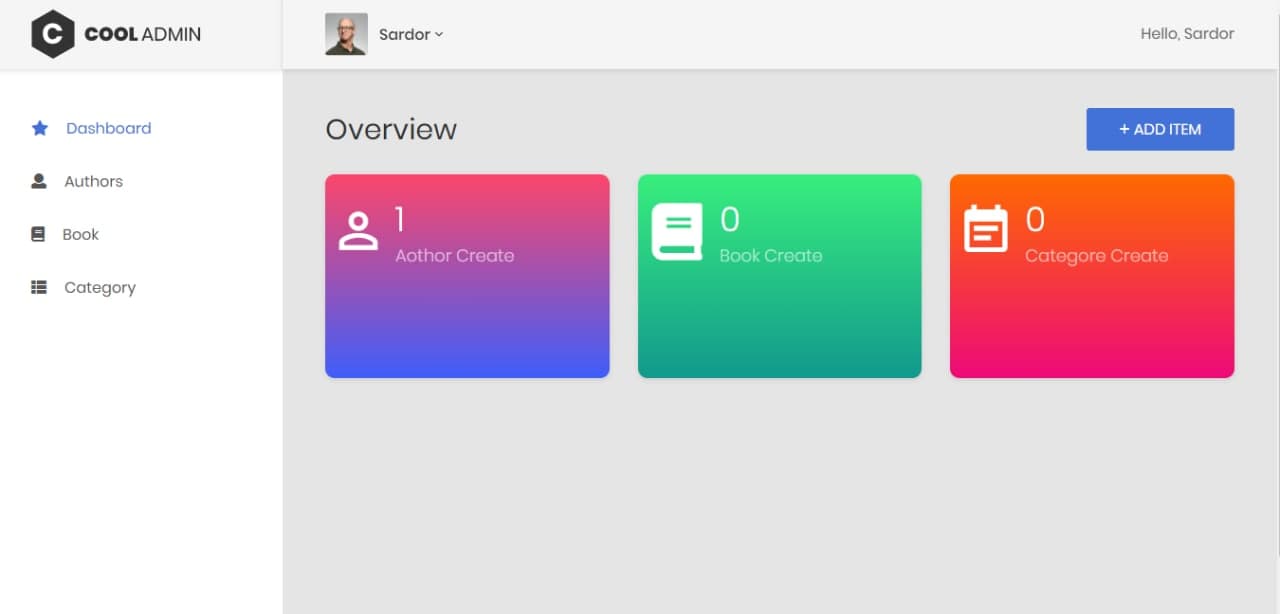 C COOL ADMIN
Sardor
Hello, Sardor
Dashboard
Authors
Book
Category
Overview
+ ADD ITEM
1
Aothor Create
0
Book Create
0
Categore Create